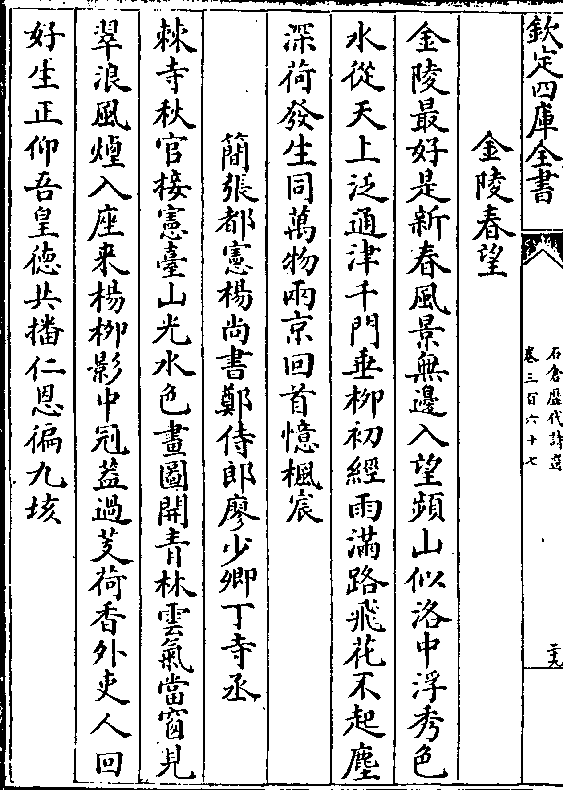 欽定四庫全書
石倉歷代詩選
卷三百六十七
金陵春望
金陵最好是新春風景無邊入望頻山似洛中浮秀色
水從天上泛通津千門垂栁初經雨滿路飛花不起塵
深荷發生同萬物兩京回首憶楓宸
簡張都憲楊尚書鄭侍郎廖少卿丁寺丞
棘寺秋官接憲臺山光水色畫圖開青林雲氣當窗見
翠浪風煙入座来楊栁影中冠葢過芰荷香外吏人回
好生正仰吾皇德共播仁恩徧九垓